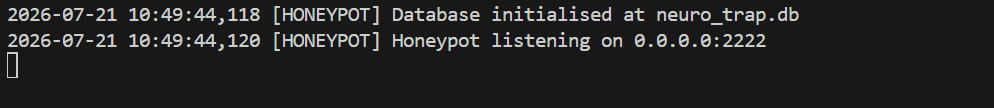 2026-07-21 10:49:44,118 [HONEYPOT] Database initialised at neuro_trap.db
2026-07-21 10:49:44,120 [HONEYPOT] Honeypot listening on 0.0.0.0:2222